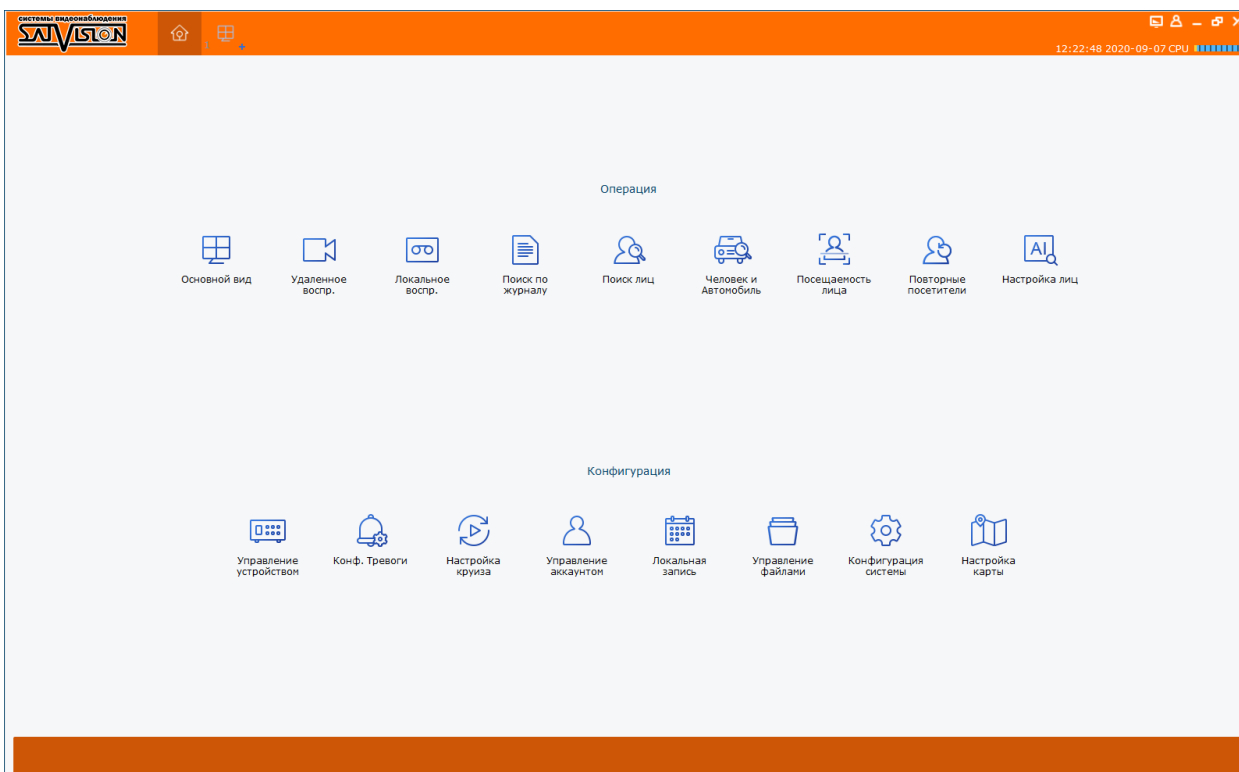 системы видеонаблюдения
SATVISION
12:22:48 2020-09-07 CPU
Операция
Основной вид
Удаленное
воспр.
Локальное
воспр.
Поиск по
журналу
Поиск лиц
Человек и
Автомобиль
Посещаемость
лица
Повторные
посетители
AI
Настройка лиц
Конфигурация
Управление
устройством
Конф. Тревоги
Настройка
круиза
Управление
аккаунтом
Локальная
запись
Управление
файлами
Конфигурация
системы
Настройка
карты